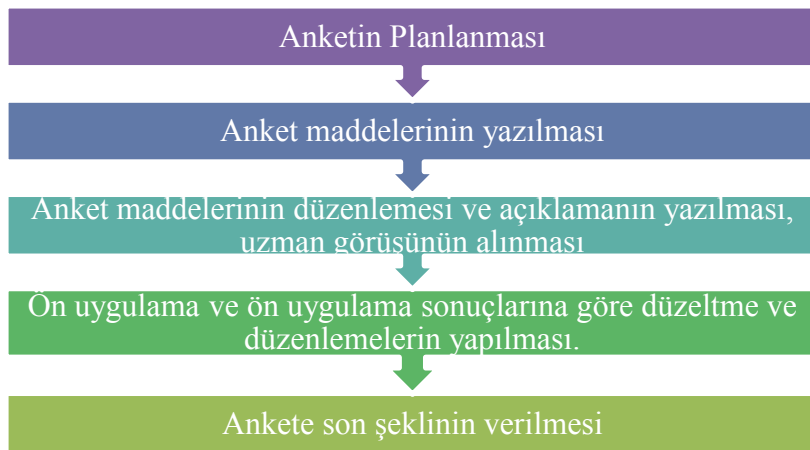 Anketin Planlanması
Anket maddelerinin yazılması
Anket maddelerinin düzenlemesi ve açıklamanın yazılması,
uzman görüşünün alınması
Ön uygulama ve ön uygulama sonuçlarına göre düzeltme ve
düzenlemelerin yapılması.
Ankete son şeklinin verilmesi